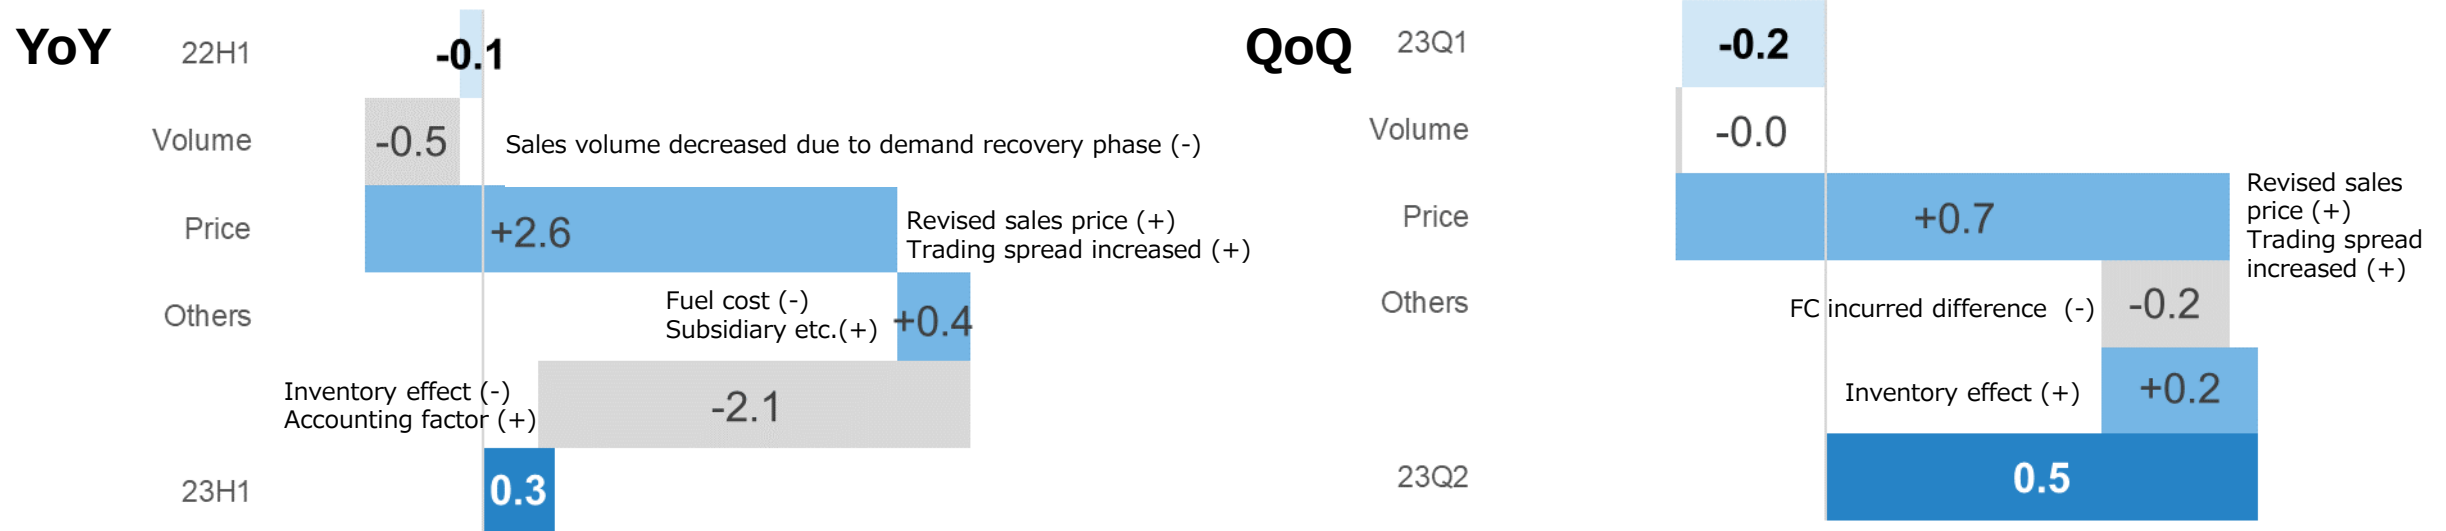 YoY
22H1
-0.1
Volume
-0.5
Sales volume decreased due to demand recovery phase (-)
Price
+2.6
Revised sales price (+)
Trading spread increased (+)
Others
Fuel cost (-)
Subsidiary etc.(+)
+0.4
Inventory effect (-)
Accounting factor (+)
-2.1
23H1
0.3
QoQ
23Q1
-0.2
Volume
-0.0
Price
+0.7
Revised sales
price (+)
Trading spread
increased (+)
Others
FC incurred difference  (-)
-0.2
Inventory effect (+)
+0.2
23Q2
0.5